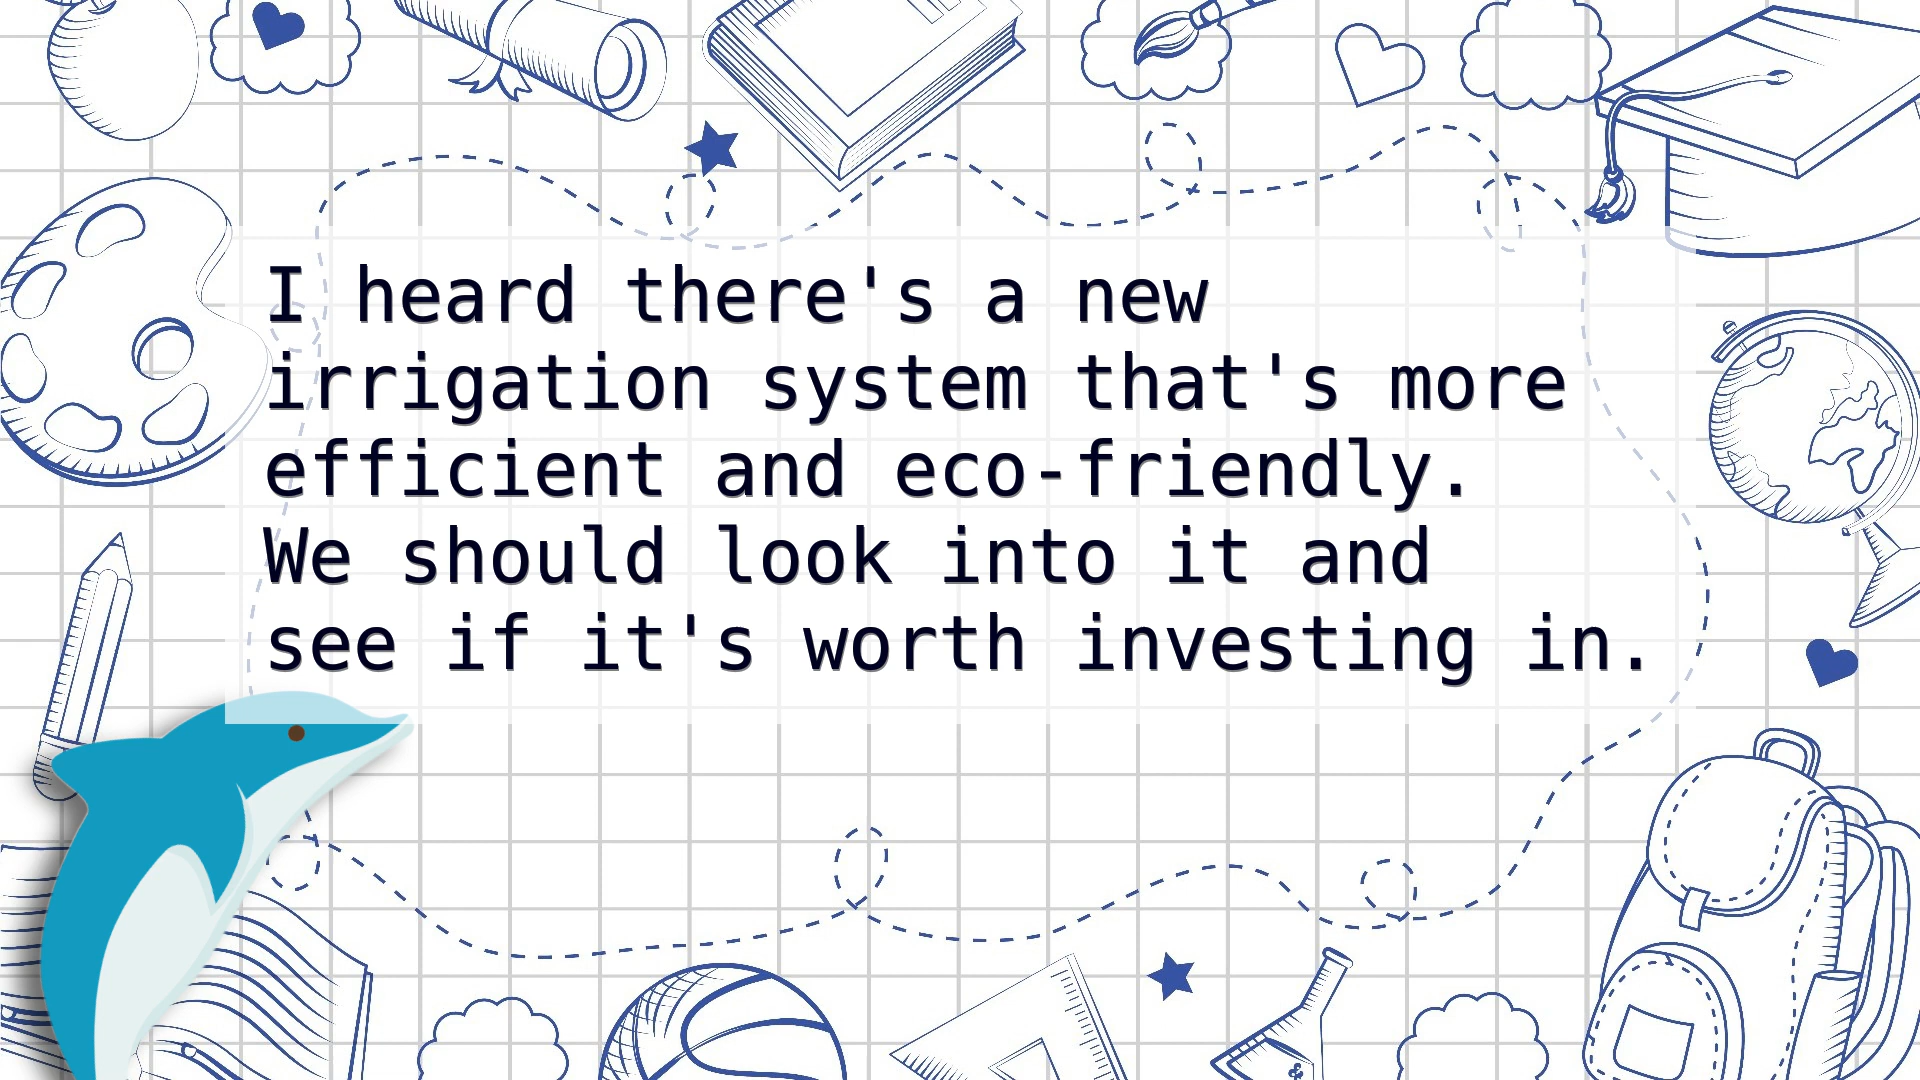 I heard there's a new
irrigation system that's more
efficient and eco-friendly.
We should look into it and
see if it's worth investing in.